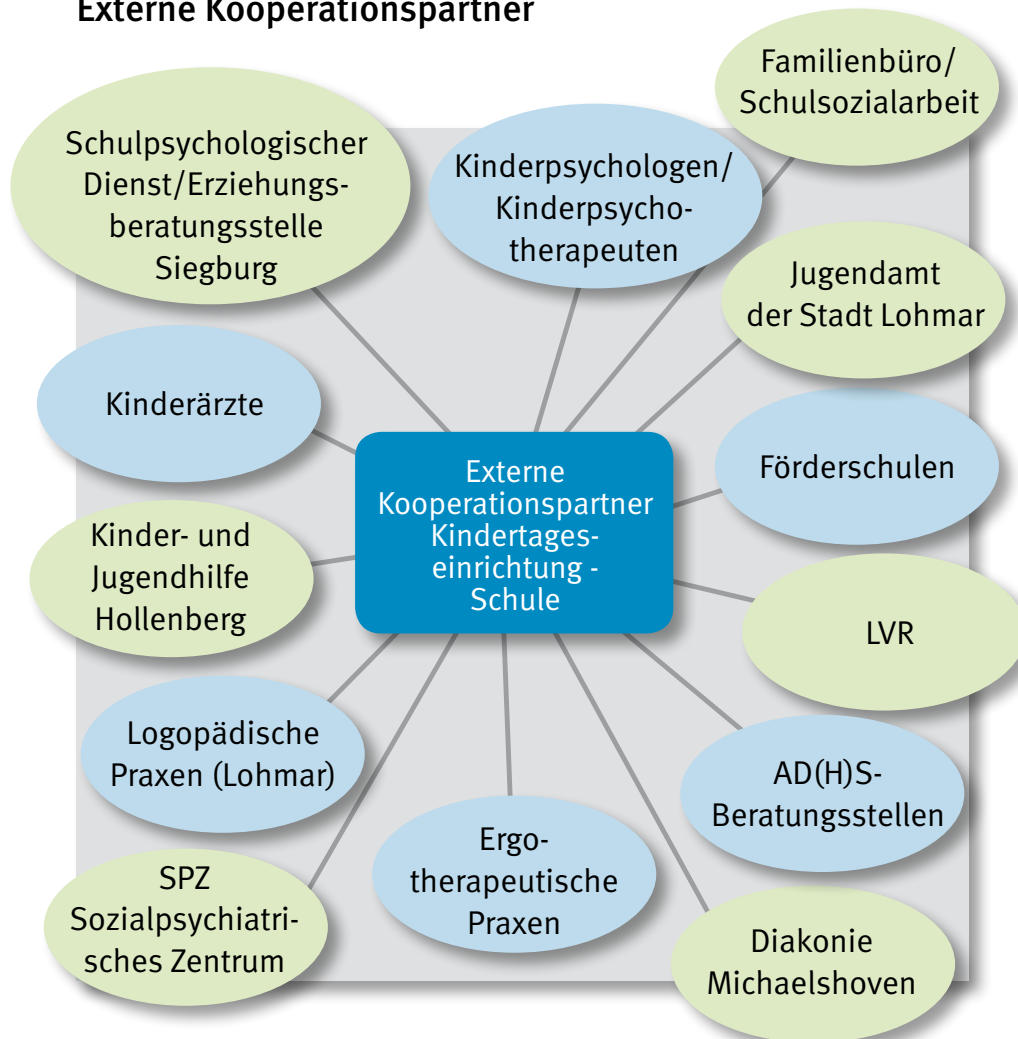 Externe Kooperationspartner
Familienbüro/
Schulsozialarbeit
Schulpsychologischer
Dienst/Erziehungs-
beratungsstelle
Siegburg
Kinderpsychologen/
Kinderpsycho-
therapeuten
Jugendamt
der Stadt Lohmar
Kinderärzte
Förderschulen
Externe
Kooperationspartner
Kindertages-
einrichtung -
Schule
Kinder- und
Jugendhilfe
Hollenberg
LVR
Logopädische
Praxen (Lohmar)
AD(H)S-
Beratungsstellen
Ergo-
therapeutische
Praxen
SPZ
Sozialpsychiatri-
sches Zentrum
Diakonie
Michaelshoven